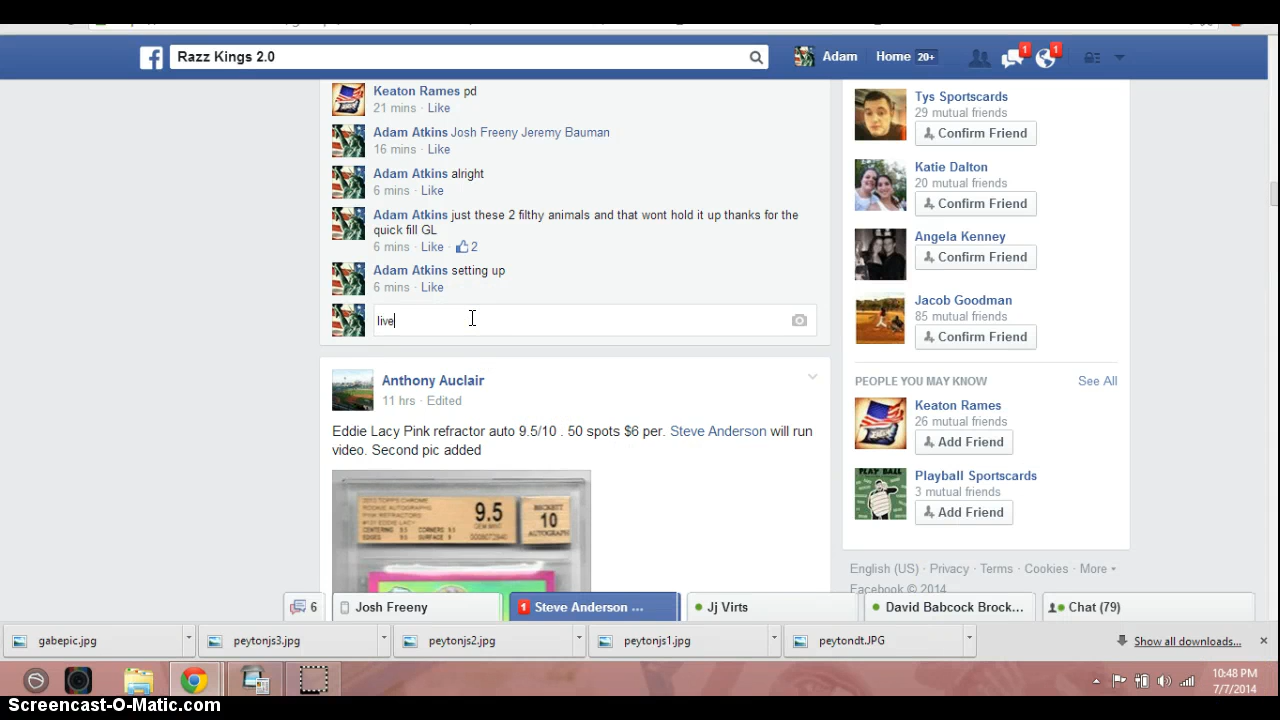 Razz Kings 2.0
Adam
Home 20+
1
1
Keaton Rames pd
21 mins · Like
Adam Atkins Josh Freeny Jeremy Bauman
16 mins · Like
Adam Atkins alright
6 mins · Like
Adam Atkins just these 2 filthy animals and that wont hold it up thanks for the
quick fill GL
6 mins · Like · 2
Adam Atkins setting up
6 mins · Like
live
Anthony Auclair
11 hrs · Edited
Eddie Lacy Pink refractor auto 9.5/10 . 50 spots $6 per. Steve Anderson will run
video. Second pic added
9.5
GEM MINT
BECKETT
10
AUTOGRAPH
Tys Sportscards
29 mutual friends
Confirm Friend
Katie Dalton
20 mutual friends
Confirm Friend
Angela Kenney
Confirm Friend
Jacob Goodman
85 mutual friends
Confirm Friend
PEOPLE YOU MAY KNOW
See All
Keaton Rames
26 mutual friends
Add Friend
Playball Sportscards
3 mutual friends
Add Friend
English (US) · Privacy · Terms · Cookies · More
Facebook © 2014
6
Josh Freeny
1 Steve Anderson ...
Jj Virts
David Babcock Brock...
Chat (79)
gabepic.jpg
peytonjs3.jpg
peytonjs2.jpg
peytonjs1.jpg
peytondt.JPG
Show all downloads...
10:48 PM
7/7/2014
Screencast-O-Matic.com